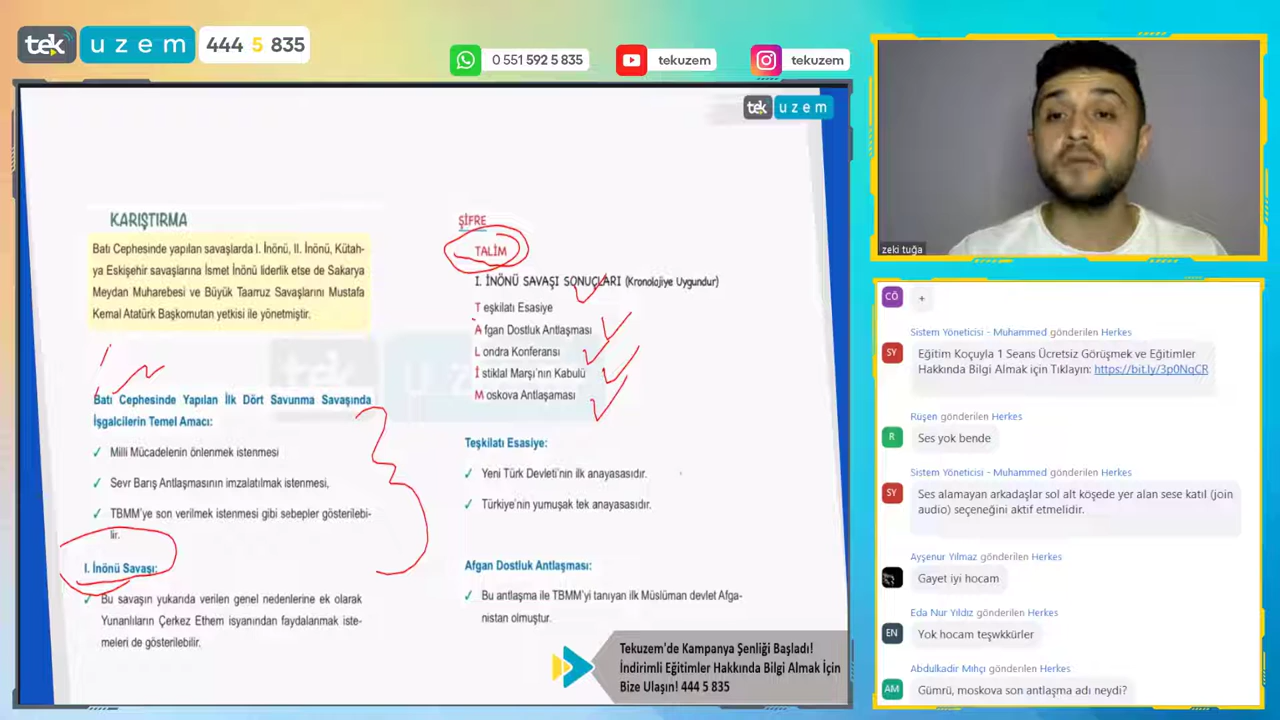 tek uzem 444 5 835
0 551 592 5 835
tekuzem
tekuzem
tek uzem
KARIŞTIRMA
Batı Cephesinde yapılan savaşlarda I. İnönü, II. İnönü, Kütah-
ya Eskişehir savaşlarına İsmet İnönü liderlik etse de Sakarya
Meydan Muharebesi ve Büyük Taarruz Savaşlarını Mustafa
Kemal Atatürk Başkomutan yetkisi ile yönetmiştir.
Batı Cephesinde Yapılan İlk Dört Savunma Savaşında
İşgalcilerin Temel Amacı:
✓ Milli Mücadelenin önlenmek istenmesi
✓ Sevr Barış Antlaşmasının imzalatılmak istenmesi,
✓ TBMM'ye son verilmek istenmesi gibi sebepler gösterilebi-
lir.
I. İnönü Savaşı:
✓ Bu savaşın yukarıda verilen genel nedenlerine ek olarak
Yunanlıların Çerkez Ethem isyanından faydalanmak iste-
meleri de gösterilebilir.
ŞİFRE
TALİM
I. İNÖNÜ SAVAŞI SONUÇLARI (Kronolojiye Uygundur)
T eşkilatı Esasiye
A fgan Dostluk Antlaşması
L ondra Konferansı
İ stiklal Marşı'nın Kabulü
M oskova Antlaşaması
Teşkilatı Esasiye:
✓ Yeni Türk Devleti'nin ilk anayasasıdır.
✓ Türkiye'nin yumuşak tek anayasasıdır.
Afgan Dostluk Antlaşması:
✓ Bu antlaşma ile TBMM'yi tanıyan ilk Müslüman devlet Afga-
nistan olmuştur.
Tekuzem'de Kampanya Şenliği Başladı!
İndirimli Eğitimler Hakkında Bilgi Almak İçin
Bize Ulaşın! 444 5 835
zeki tuğa
CÖ
+
Sistem Yöneticisi - Muhammed gönderilen Herkes
SY
Eğitim Koçuyla 1 Seans Ücretsiz Görüşmek ve Eğitimler
Hakkında Bilgi Almak için Tıklayın: https://bit.ly/3p0NqCR
Rüşen gönderilen Herkes
R
Ses yok bende
Sistem Yöneticisi - Muhammed gönderilen Herkes
SY
Ses alamayan arkadaşlar sol alt köşede yer alan sese katıl (join
audio) seçeneğini aktif etmelidir.
Ayşenur Yılmaz gönderilen Herkes
Gayet iyi hocam
Eda Nur Yıldız gönderilen Herkes
EN
Yok hocam teşwkkürler
Abdulkadir Mıhçı gönderilen Herkes
AM
Gümrü, moskova son antlaşma adı neydi?